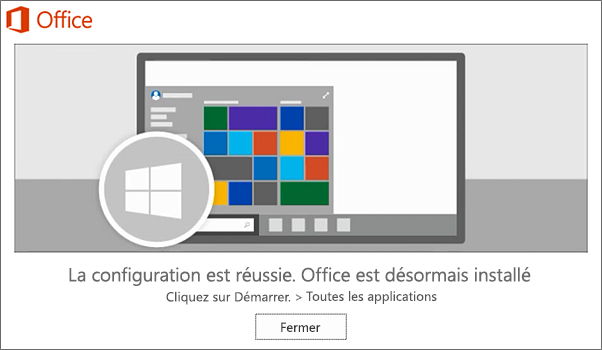 Office
La configuration est réussie. Office est désormais installé
Cliquez sur Démarrer. > Toutes les applications
Fermer